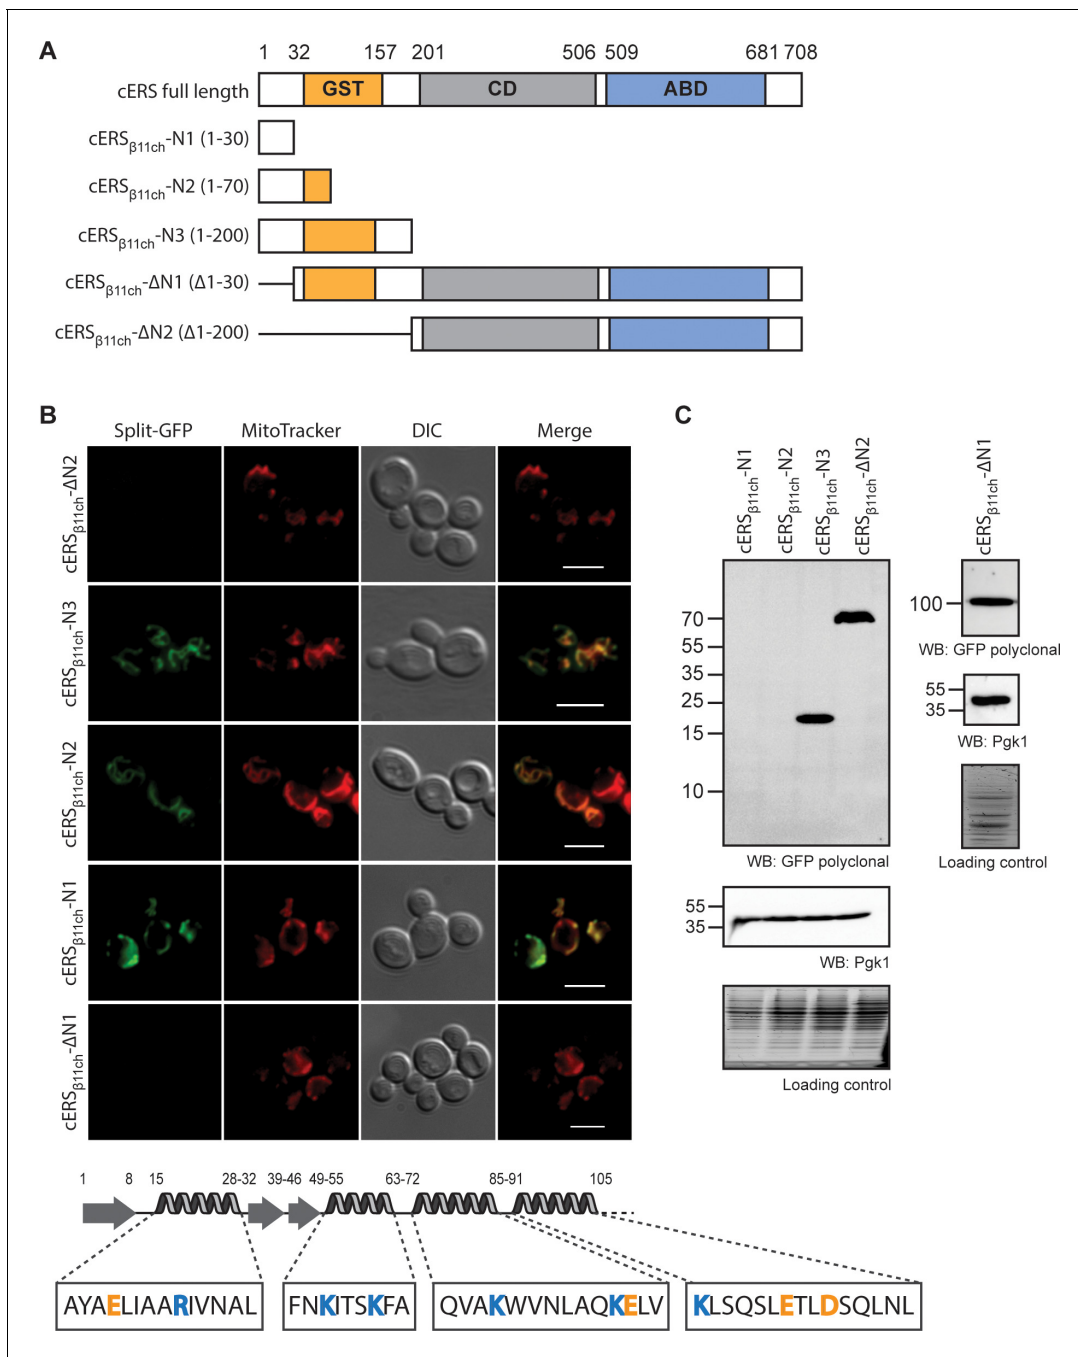 A
1 32 157 201 506 509 681 708
cERS full length GST CD ABD
cERSβ11ch-N1 (1-30)
cERSβ11ch-N2 (1-70)
cERSβ11ch-N3 (1-200)
cERSβ11ch-ΔN1 (Δ1-30)
cERSβ11ch-ΔN2 (Δ1-200)
B
Split-GFP MitoTracker DIC Merge
cERSβ11ch-ΔN2
cERSβ11ch-N3
cERSβ11ch-N2
cERSβ11ch-N1
cERSβ11ch-ΔN1
C
cERSβ11ch-N1
cERSβ11ch-N2
cERSβ11ch-N3
cERSβ11ch-ΔN2
70
55
35
25
15
10
WB: GFP polyclonal
55
35
WB: Pgk1
Loading control
cERSβ11ch-ΔN1
100
WB: GFP polyclonal
55
35
WB: Pgk1
Loading control
1 8 15 28-32 39-46 49-55 63-72 85-91 105
AYAELIAARIVNAL
FNKITSKFA
QVAKWVNLAQKELV
KLSQSLETLDSQLNL